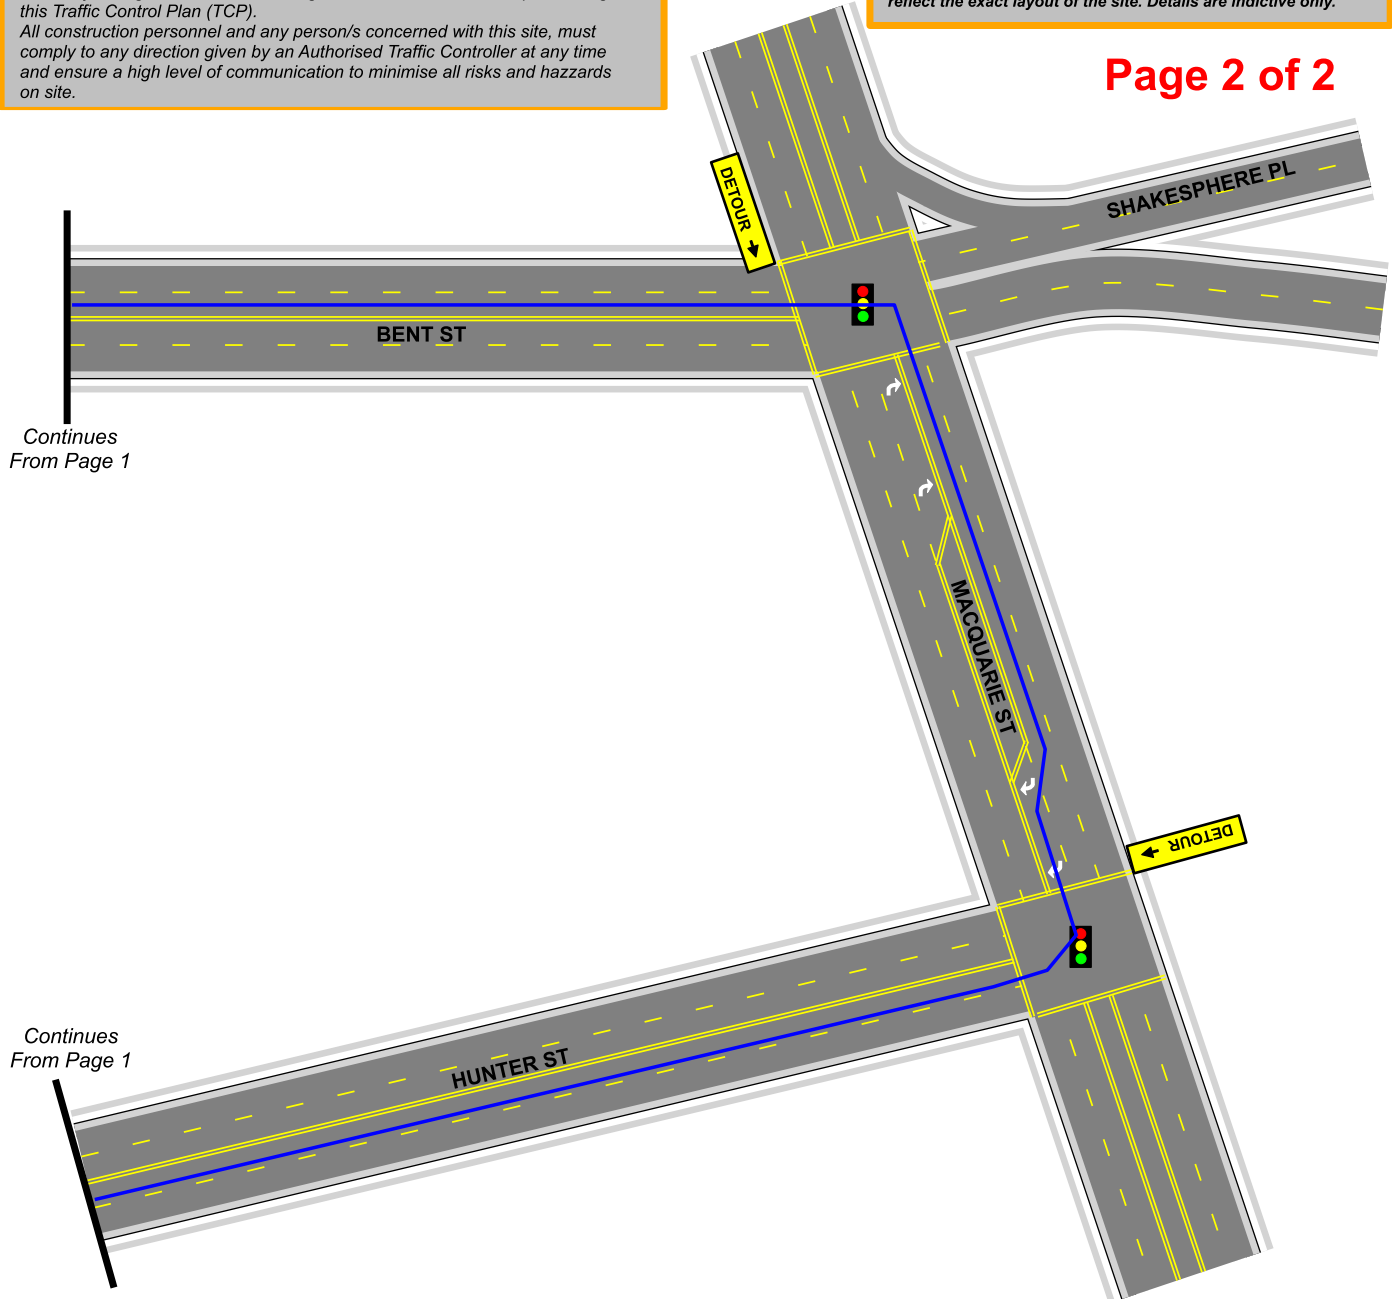 this Traffic Control Plan (TCP).
All construction personnel and any person/s concerned with this site, must
comply to any direction given by an Authorised Traffic Controller at any time
and ensure a high level of communication to minimise all risks and hazzards
on site.
reflect the exact layout of the site. Details are indictive only.
Page 2 of 2
DETOUR
SHAKESPHERE PL
BENT ST
Continues
From Page 1
MACQUARIE ST
DETOUR
Continues
From Page 1
HUNTER ST